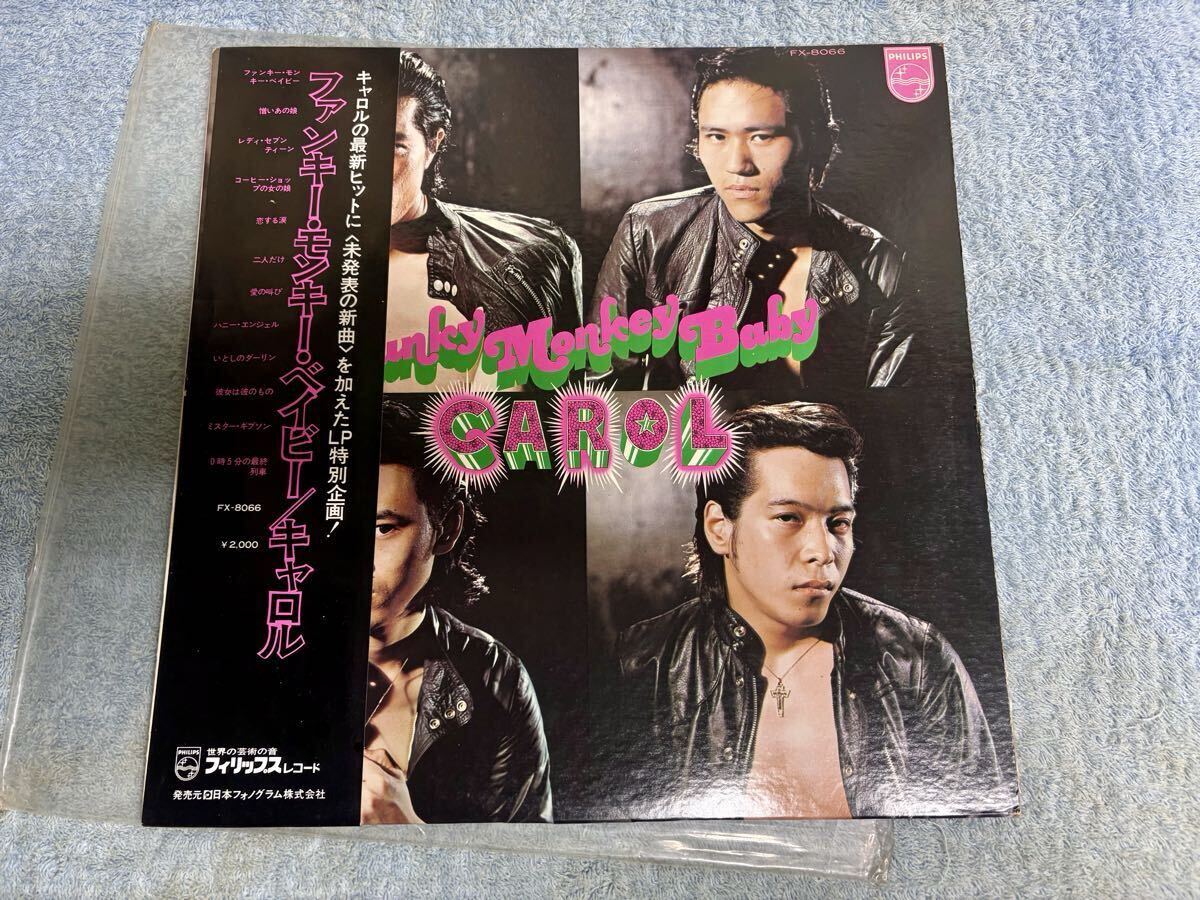 FX-8066
PHILIPS
キャロルの最新ヒットに〈未発表の新曲〉を加えたLP特別企画!
ファンキー・モンキー・ベイビー/キャロル
ファンキー・モン
キー・ベイビー
憎いあの娘
レディ・セブン
ティーン
コーヒー・ショッ
プの女の娘
恋する涙
二人だけ
愛の叫び
ハニー・エンジェル
いとしのダーリン
彼女は彼のもの
ミスター・ギブソン
0時5分の最終
列車
FX-8066
¥2,000
unky Monkey Baby
CAROL
PHILIPS
世界の芸術の音
フィリップスレコード
発売元 日本フォノグラム株式会社